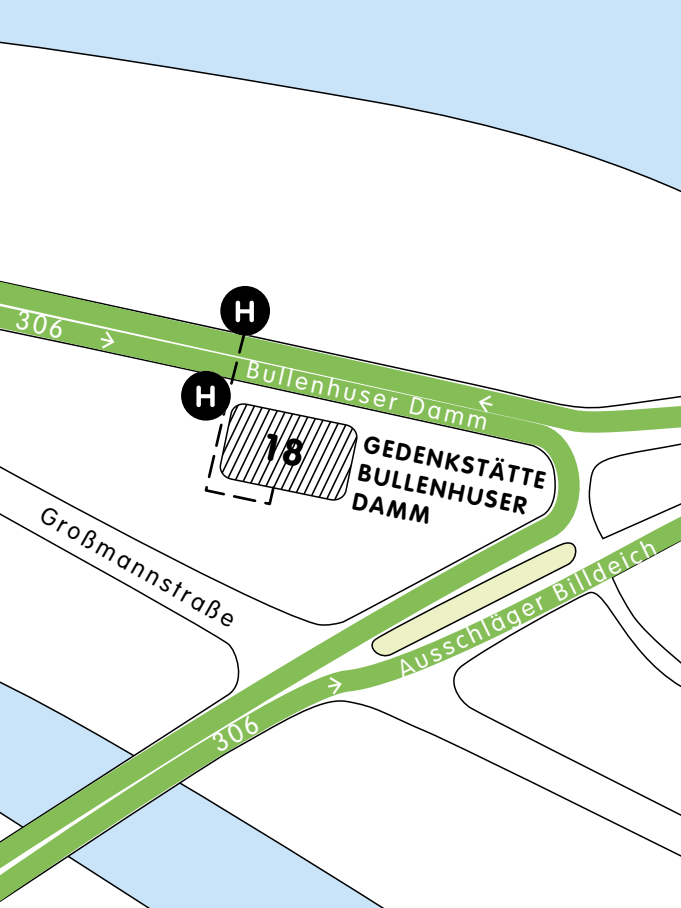 H
306
Bullenhuser Damm
H
18
GEDENKSTÄTTE
BULLENHUSER
DAMM
Großmannstraße
Ausschläger Billdeich
306